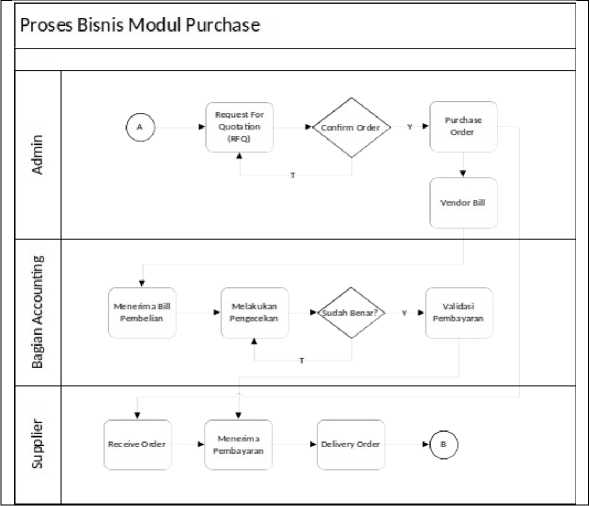 Proses Bisnis Modul Purchase
Admin
A
Request For
Quotation
(RFQ)
Confirm Order
Y
Purchase
Order
T
Vendor Bill
Bagian Accounting
Menerima Bill
Pembelian
Melakukan
Pengecekan
Sudah Benar?
Y
Validasi
Pembayaran
T
Supplier
Receive Order
Menerima
Pembayaran
Delivery Order
B